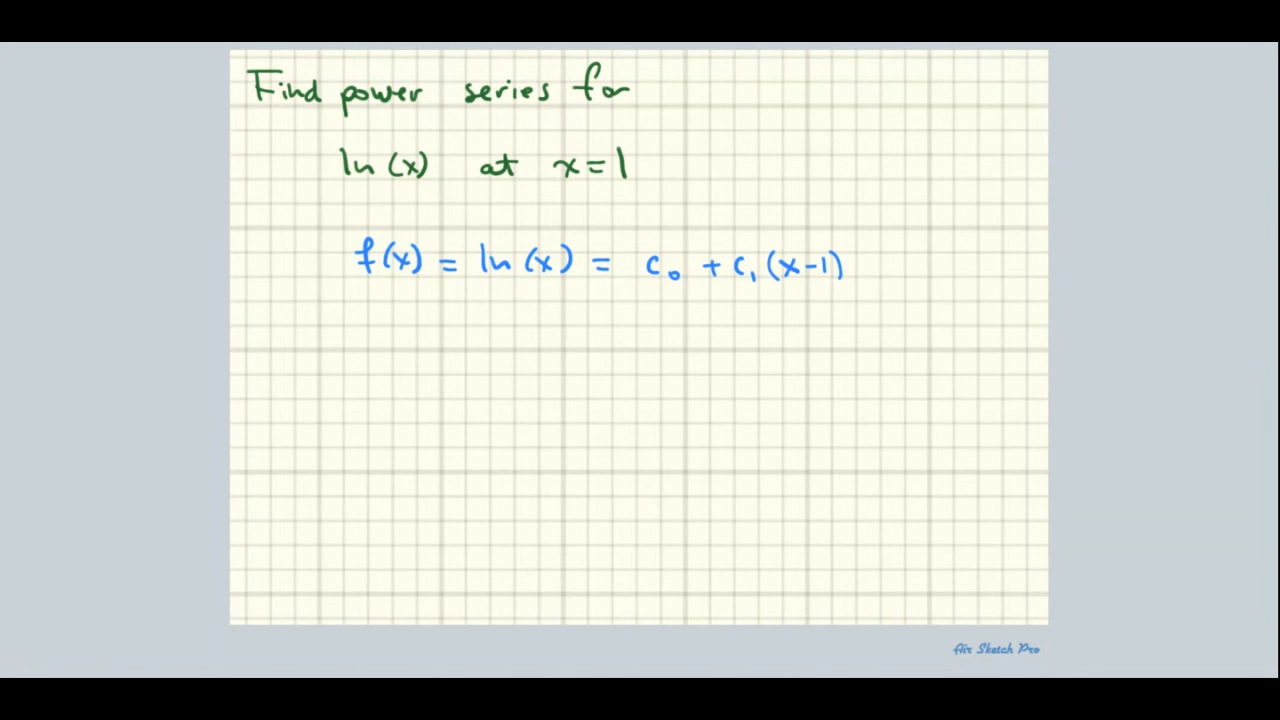 Find power series for
ln(x) at x=1
f(x) = ln(x) = c₀ + c₁(x-1)
Air Sketch Pro